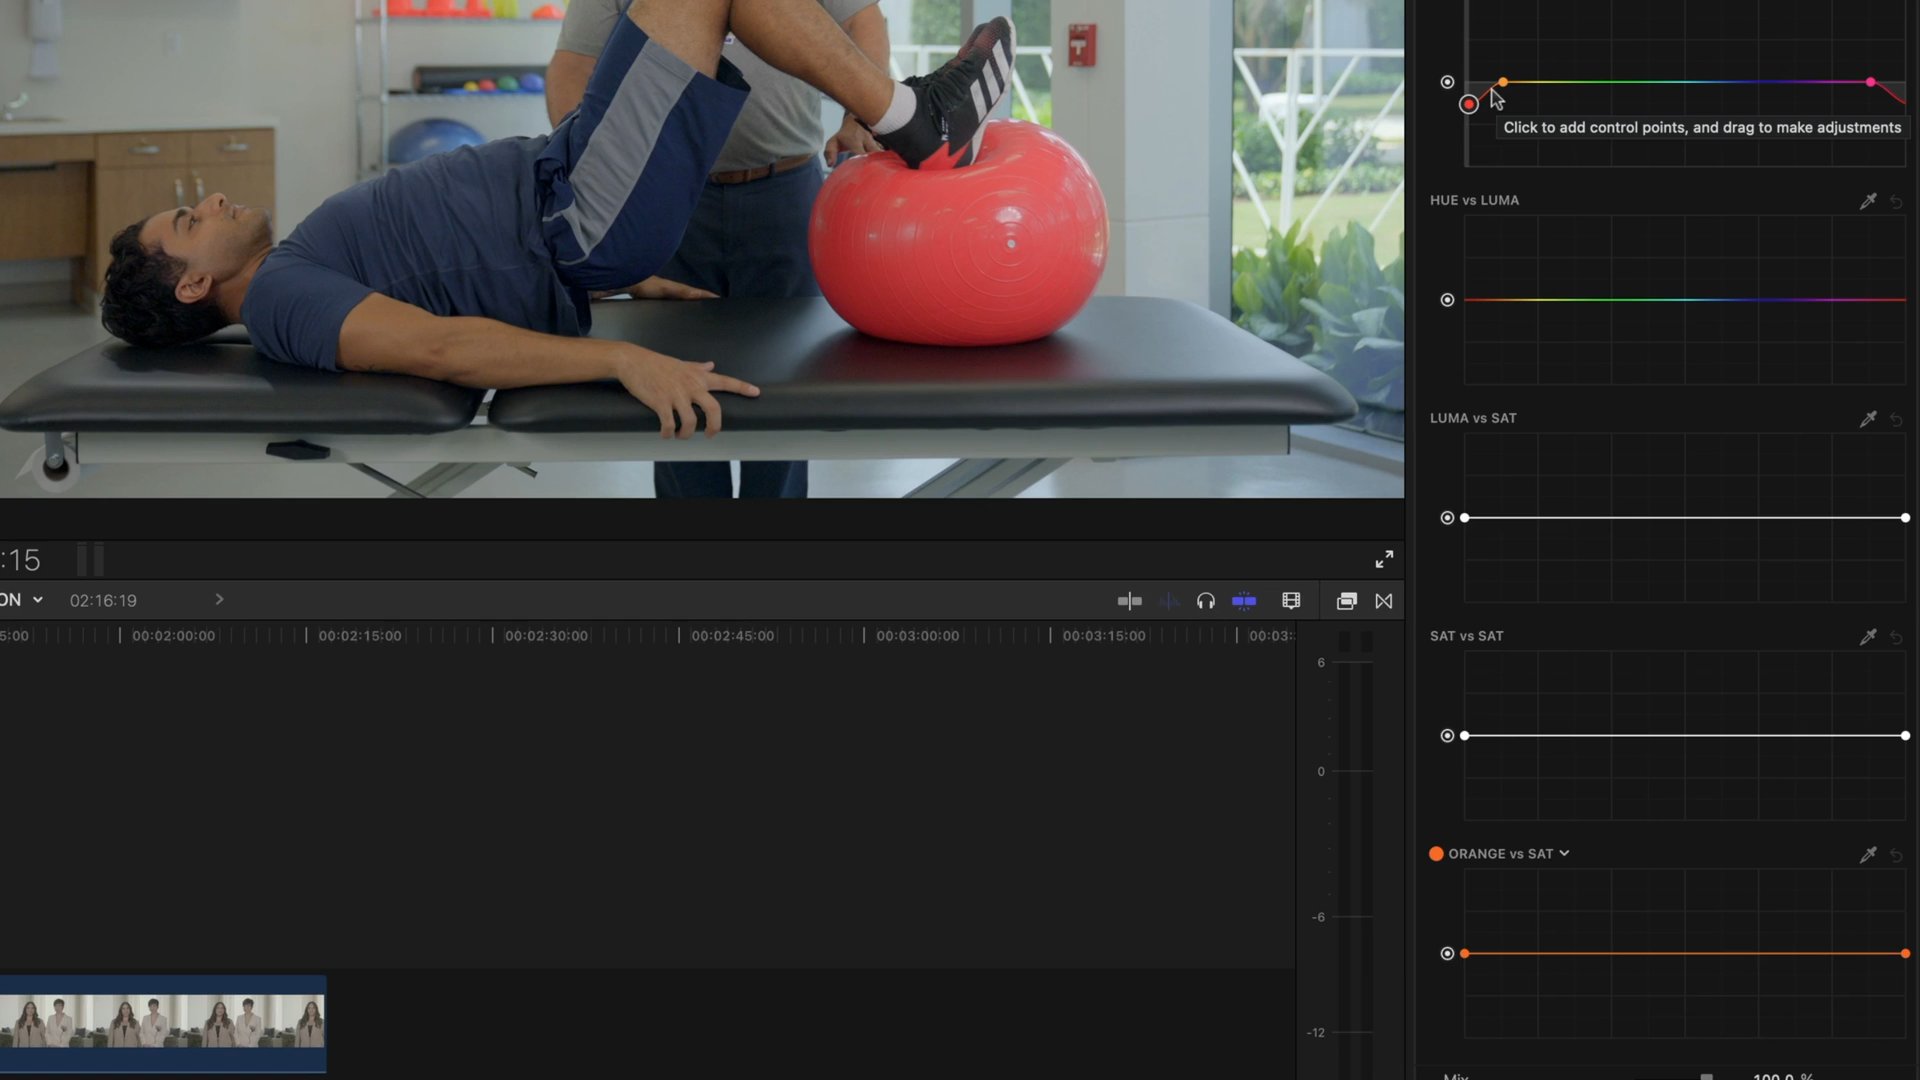 Click to add control points, and drag to make adjustments
HUE vs LUMA
LUMA vs SAT
:15
ON
02:16:19
5:00
00:02:00:00
00:02:15:00
00:02:30:00
00:02:45:00
00:03:00:00
00:03:15:00
00:03:
6
SAT vs SAT
0
ORANGE vs SAT
-6
-12
Mix
100.0 %